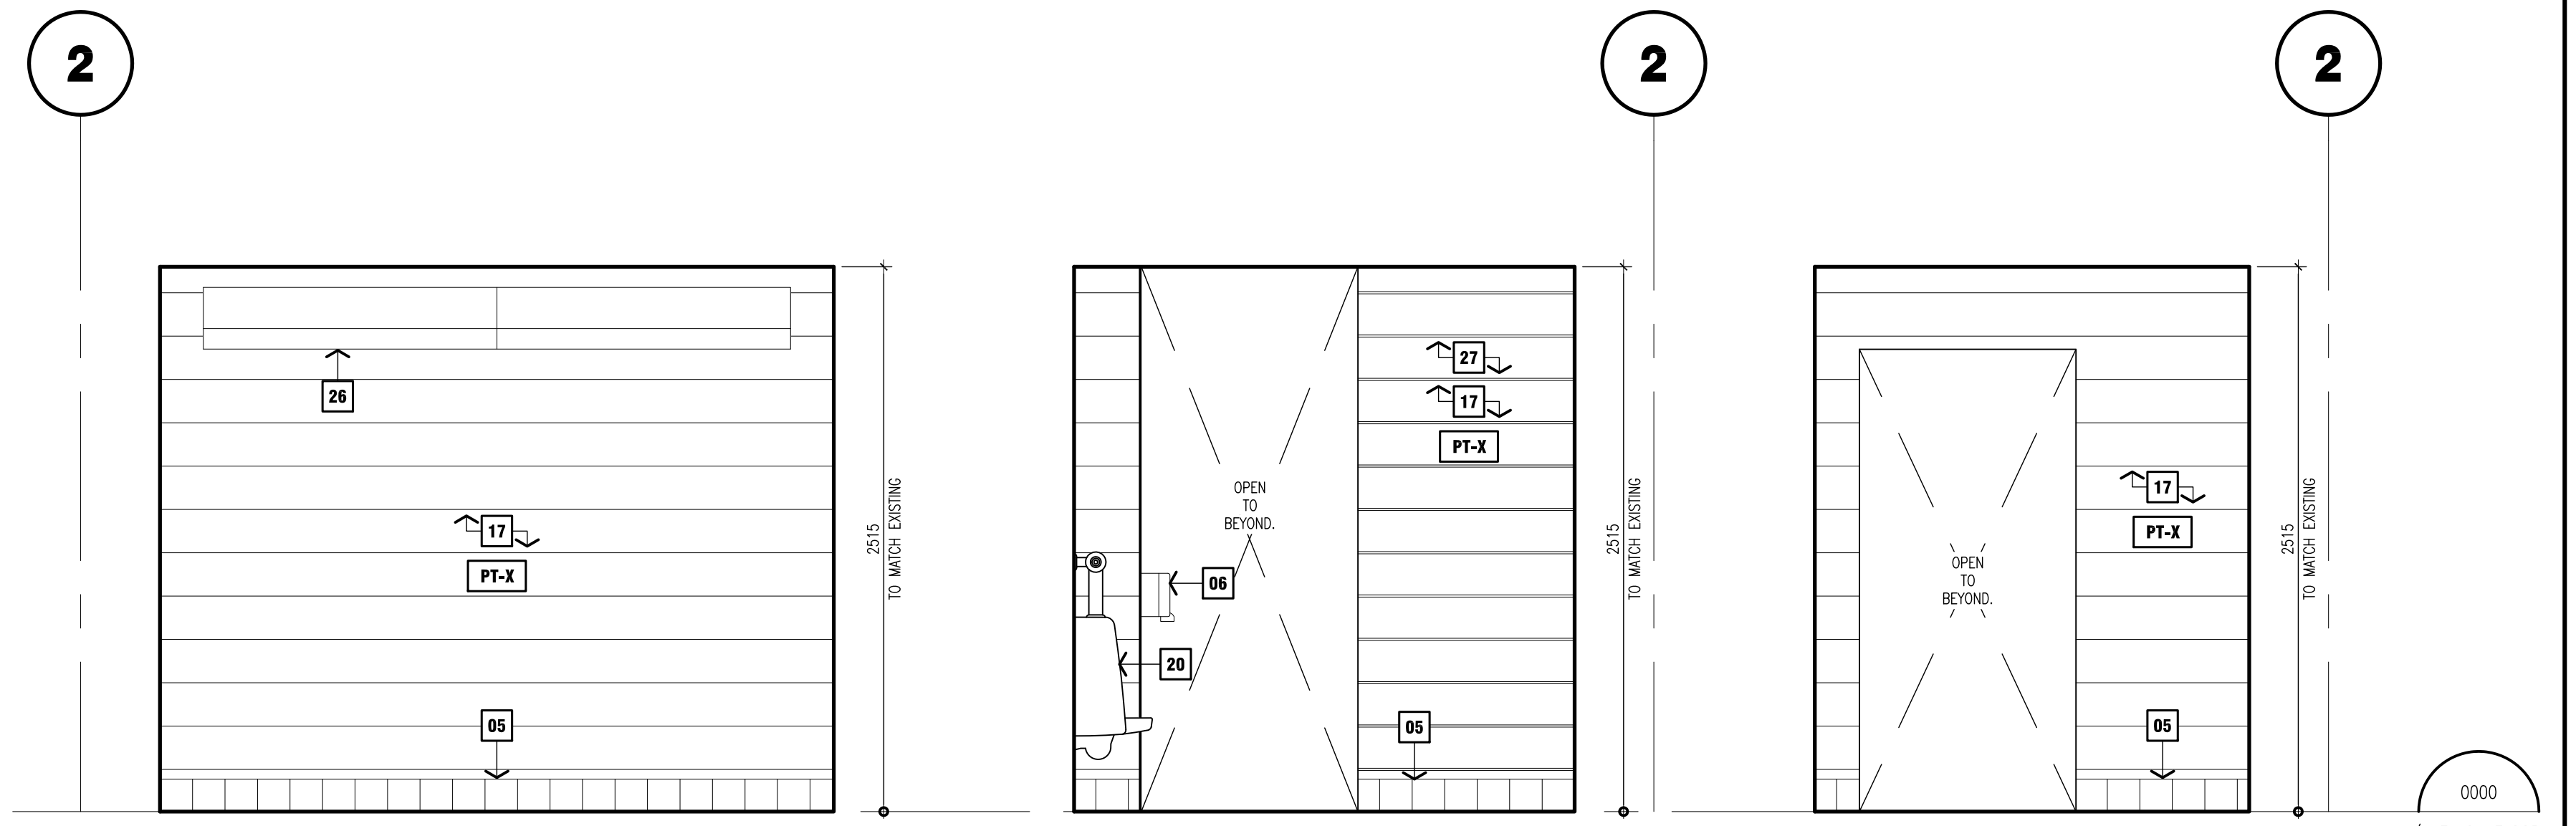 2
2
2
26
17
PT-X
05
2515
TO MATCH EXISTING
OPEN
TO
BEYOND.
06
20
27
17
PT-X
05
2515
TO MATCH EXISTING
OPEN
TO
BEYOND.
17
PT-X
05
2515
TO MATCH EXISTING
0000